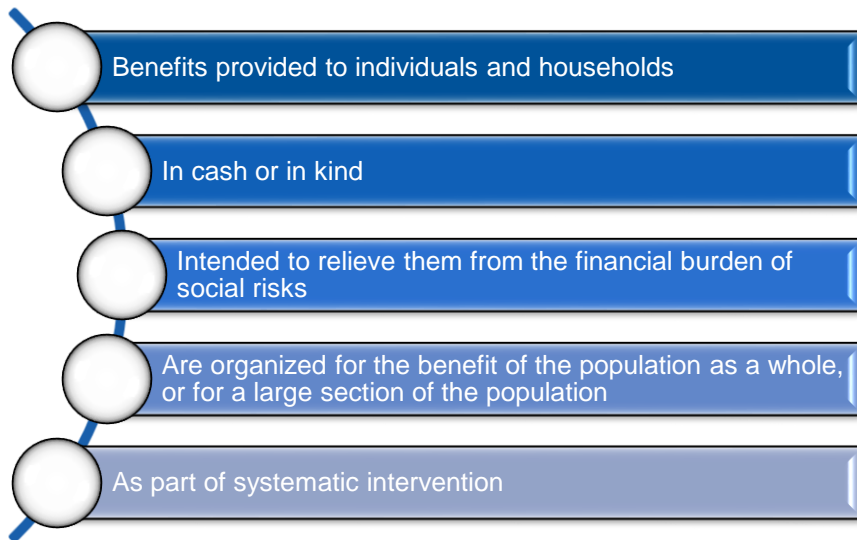 Benefits provided to individuals and households
In cash or in kind
Intended to relieve them from the financial burden of
social risks
Are organized for the benefit of the population as a whole,
or for a large section of the population
As part of systematic intervention